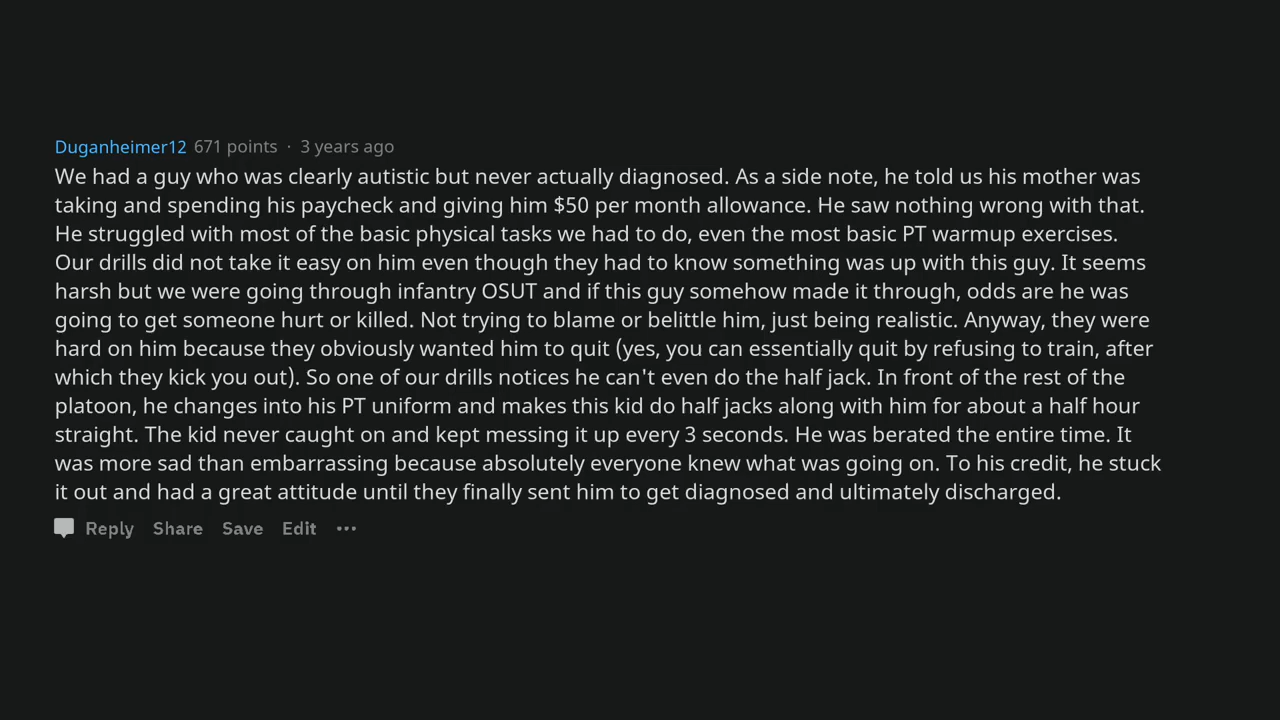 Duganheimer12 671 points · 3 years ago
We had a guy who was clearly autistic but never actually diagnosed. As a side note, he told us his mother was
taking and spending his paycheck and giving him $50 per month allowance. He saw nothing wrong with that.
He struggled with most of the basic physical tasks we had to do, even the most basic PT warmup exercises.
Our drills did not take it easy on him even though they had to know something was up with this guy. It seems
harsh but we were going through infantry OSUT and if this guy somehow made it through, odds are he was
going to get someone hurt or killed. Not trying to blame or belittle him, just being realistic. Anyway, they were
hard on him because they obviously wanted him to quit (yes, you can essentially quit by refusing to train, after
which they kick you out). So one of our drills notices he can't even do the half jack. In front of the rest of the
platoon, he changes into his PT uniform and makes this kid do half jacks along with him for about a half hour
straight. The kid never caught on and kept messing it up every 3 seconds. He was berated the entire time. It
was more sad than embarrassing because absolutely everyone knew what was going on. To his credit, he stuck
it out and had a great attitude until they finally sent him to get diagnosed and ultimately discharged.
Reply Share Save Edit ···